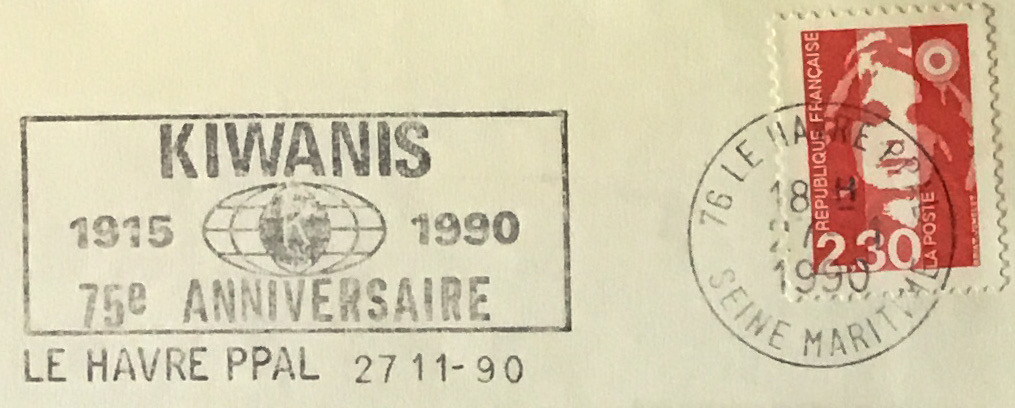 KIWANIS
1915 1990
75e ANNIVERSAIRE
LE HAVRE PPAL 27 11-90
76 LE HAVRE
18 H
1990
SEINE MARITIME
REPUBLIQUE FRANÇAISE
2.30
LA POSTE